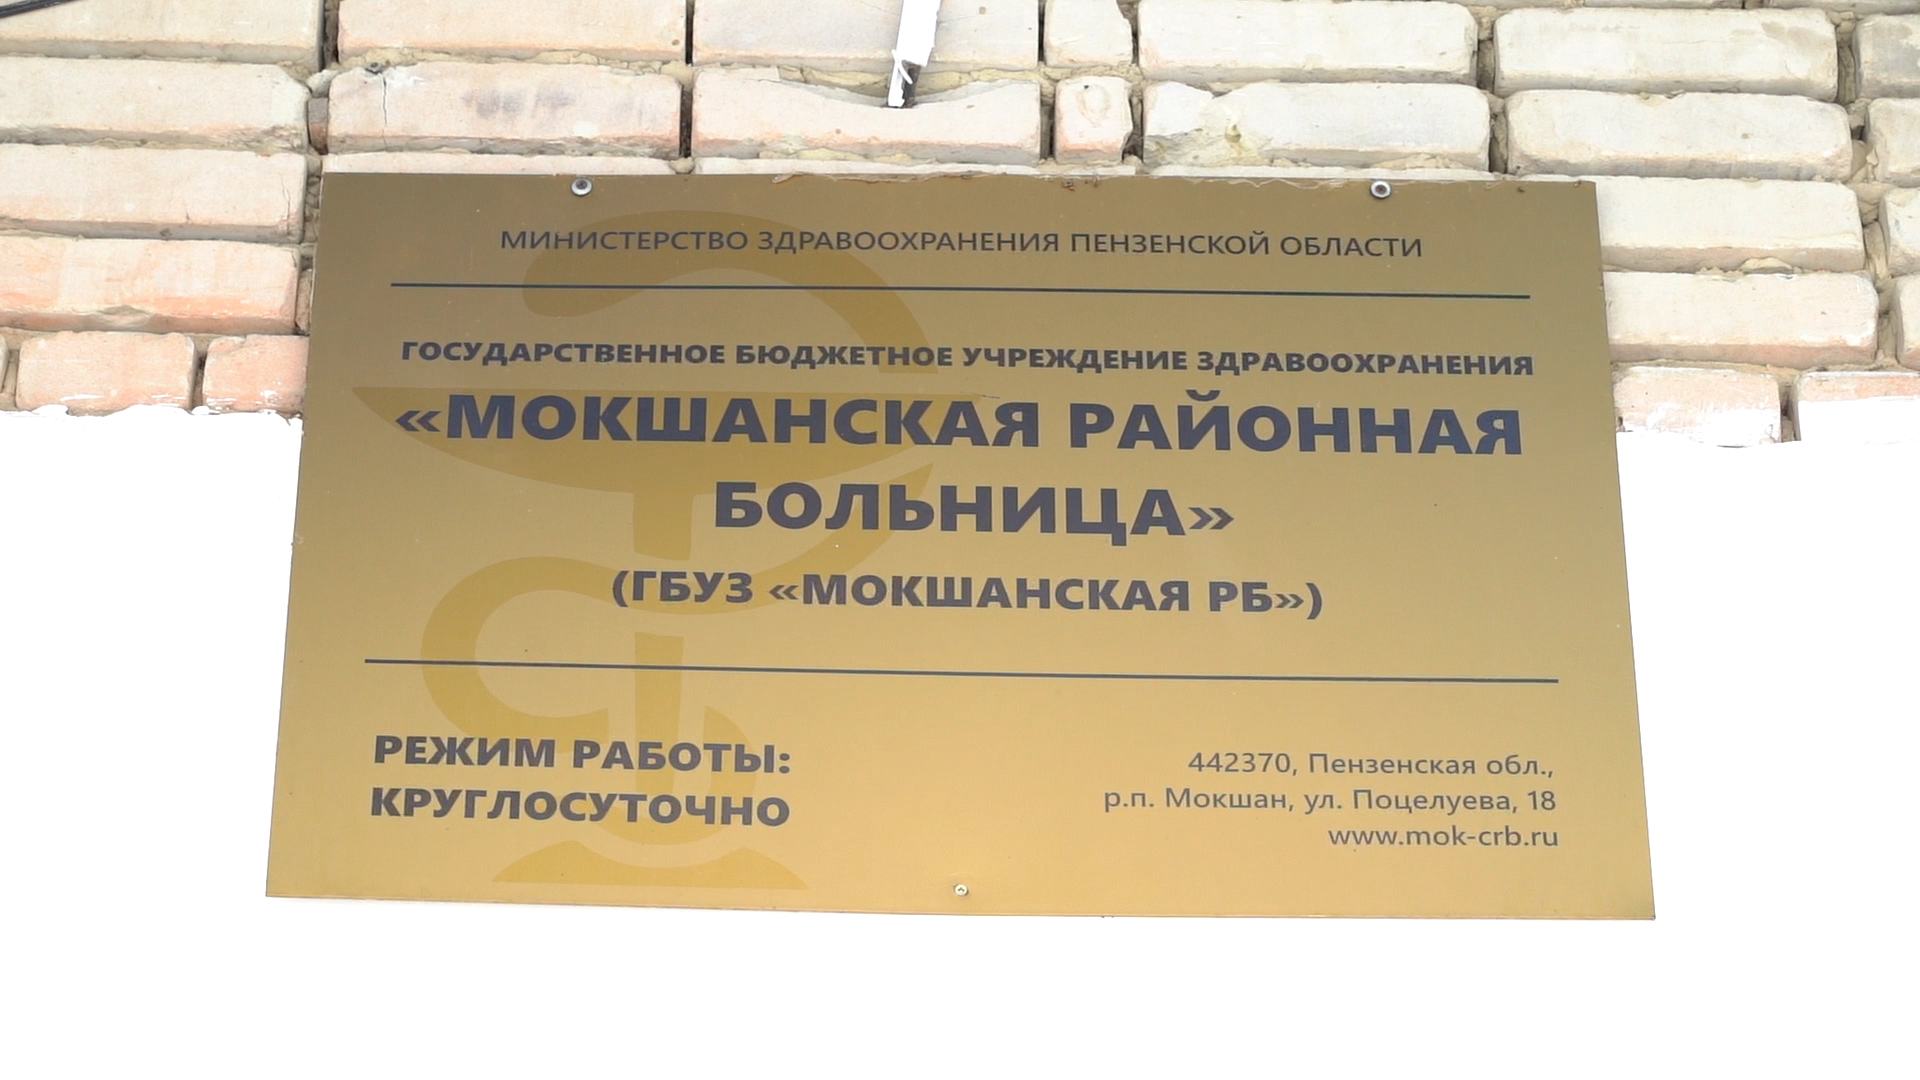 МИНИСТЕРСТВО ЗДРАВООХРАНЕНИЯ ПЕНЗЕНСКОЙ ОБЛАСТИ
ГОСУДАРСТВЕННОЕ БЮДЖЕТНОЕ УЧРЕЖДЕНИЕ ЗДРАВООХРАНЕНИЯ
«МОКШАНСКАЯ РАЙОННАЯ
БОЛЬНИЦА»
(ГБУЗ «МОКШАНСКАЯ РБ»)
РЕЖИМ РАБОТЫ:
КРУГЛОСУТОЧНО
442370, Пензенская обл.,
р.п. Мокшан, ул. Поцелуева, 18
www.mok-crb.ru